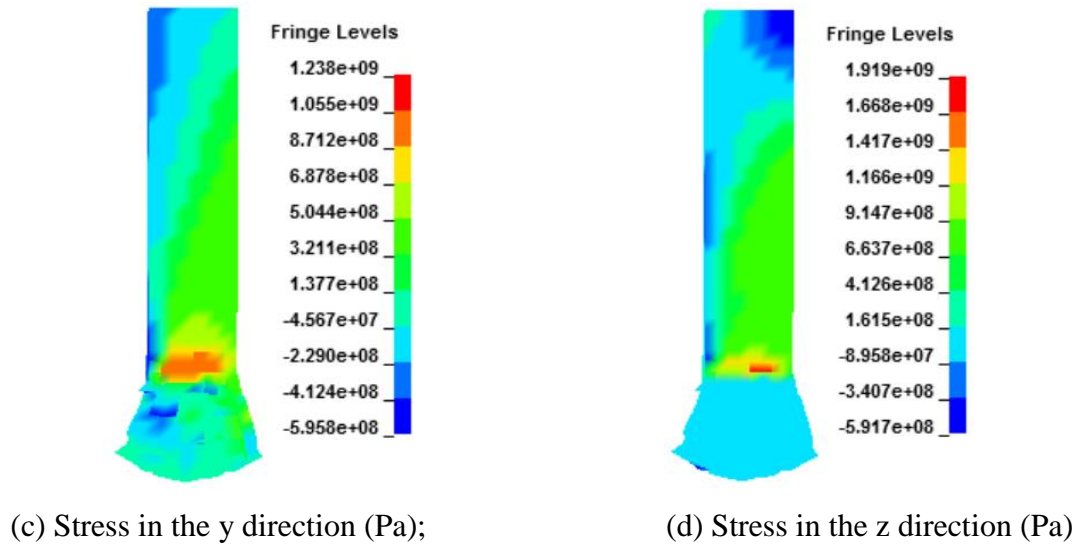 Fringe Levels
1.238e+09
1.055e+09
8.712e+08
6.878e+08
5.044e+08
3.211e+08
1.377e+08
-4.567e+07
-2.290e+08
-4.124e+08
-5.958e+08
Fringe Levels
1.919e+09
1.668e+09
1.417e+09
1.166e+09
9.147e+08
6.637e+08
4.126e+08
1.615e+08
-8.958e+07
-3.407e+08
-5.917e+08
(c) Stress in the y direction (Pa);
(d) Stress in the z direction (Pa)